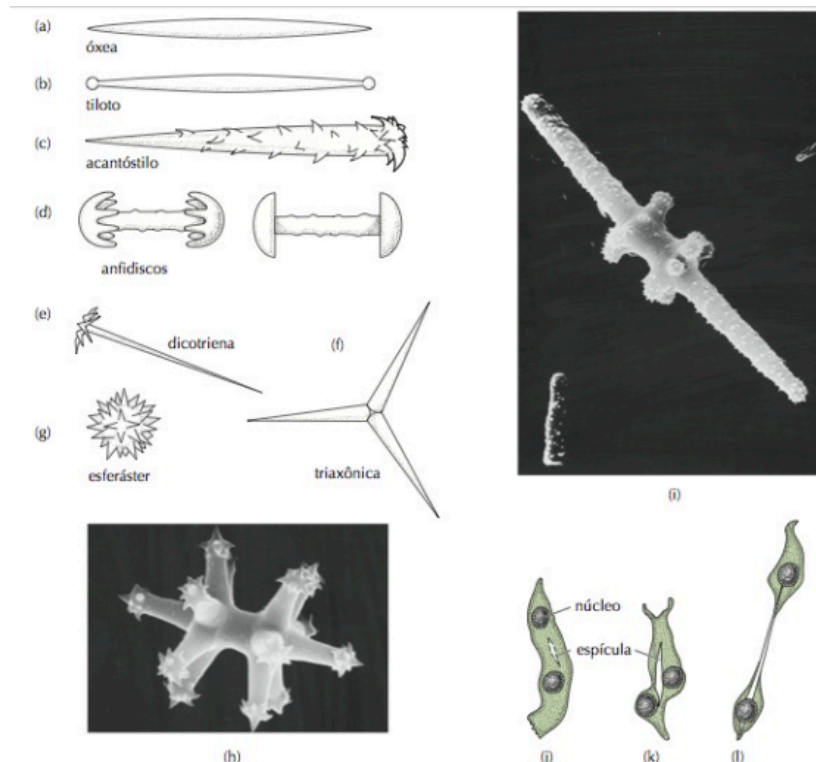 (a)
óxea
(b)
tiloto
(c)
acantóstilo
(d)
anfidiscos
(e)
dicotriena
(f)
(g)
esferáster
triaxônica
(h)
(i)
núcleo
espícula
(j)
(k)
(l)